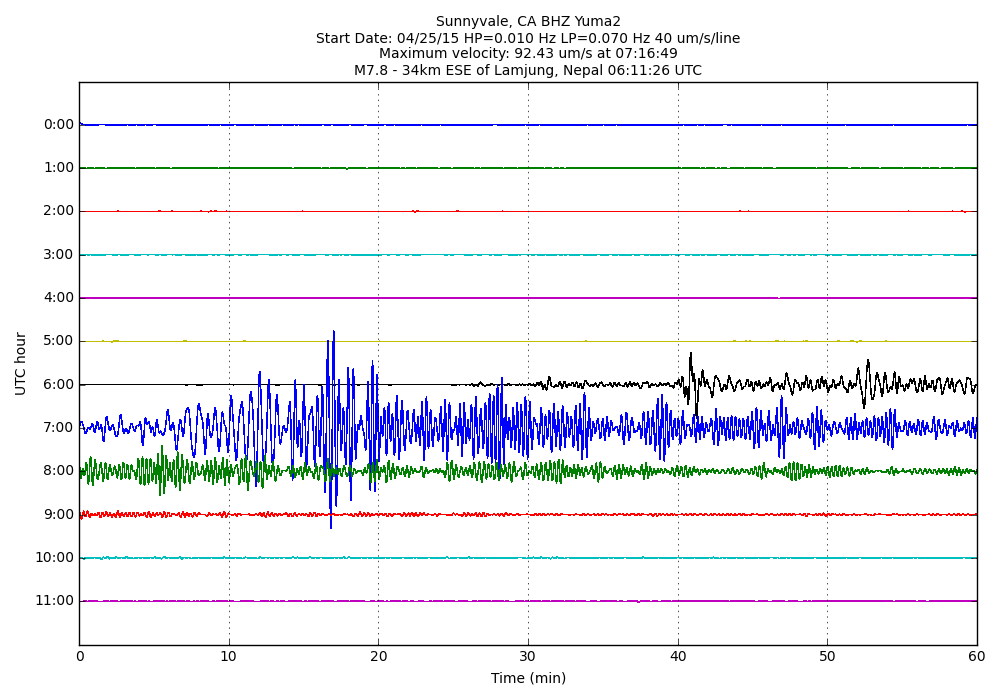 Sunnyvale, CA BHZ Yuma2
Start Date: 04/25/15 HP=0.010 Hz LP=0.070 Hz 40 um/s/line
Maximum velocity: 92.43 um/s at 07:16:49
M7.8 - 34km ESE of Lamjung, Nepal 06:11:26 UTC
UTC hour
0:00
1:00
2:00
3:00
4:00
5:00
6:00
7:00
8:00
9:00
10:00
11:00
0 10 20 30 40 50 60
Time (min)